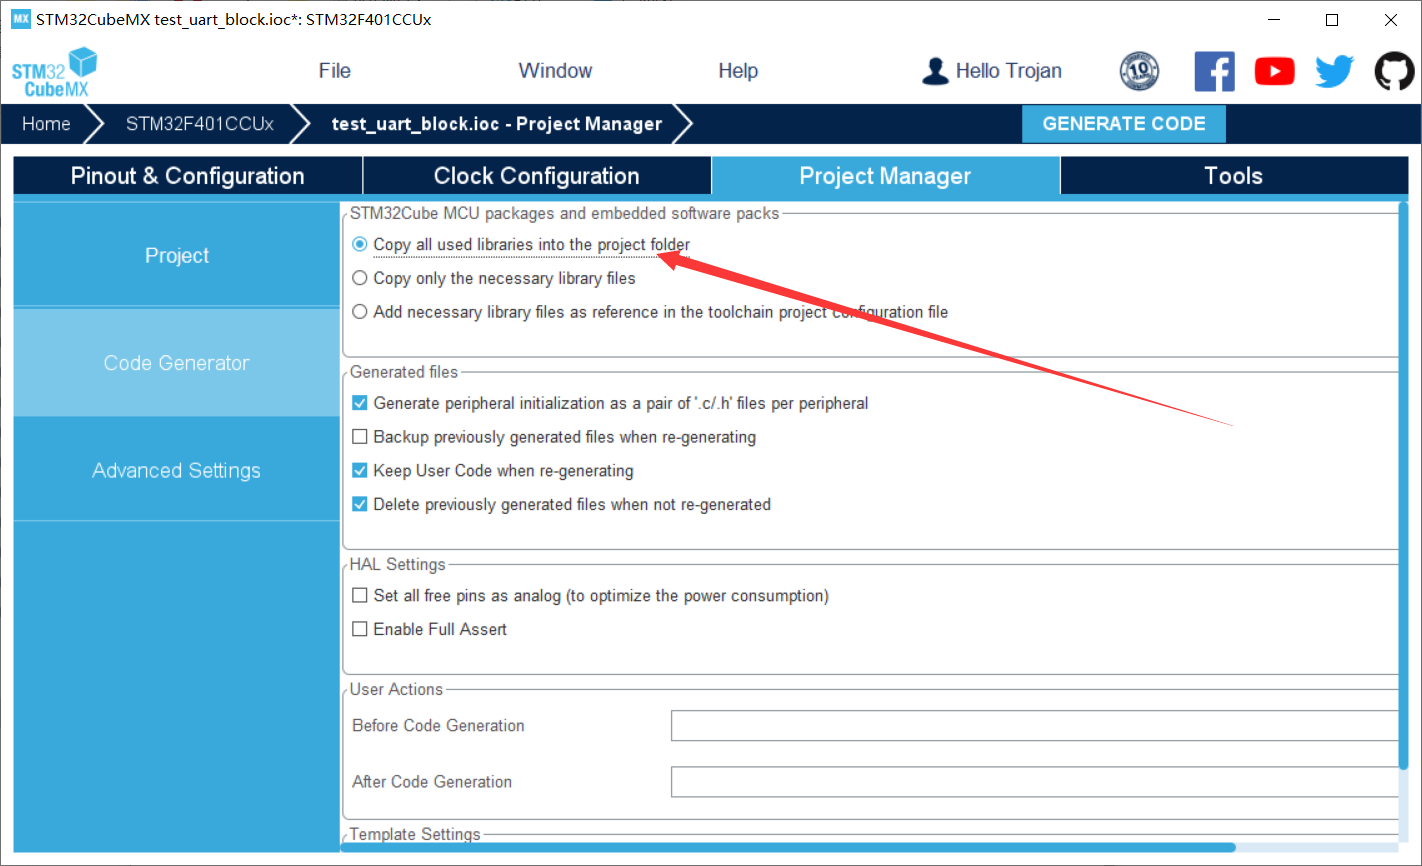 MX STM32CubeMX test_uart_block.ioc*: STM32F401CCUx
STM32
CubeMX
File
Window
Help
Hello Trojan
10
Home
STM32F401CCUx
test_uart_block.ioc - Project Manager
GENERATE CODE
Pinout & Configuration
Clock Configuration
Project Manager
Tools
Project
Code Generator
Advanced Settings
STM32Cube MCU packages and embedded software packs
Copy all used libraries into the project folder
Copy only the necessary library files
Add necessary library files as reference in the toolchain project configuration file
Generated files
Generate peripheral initialization as a pair of '.c/.h' files per peripheral
Backup previously generated files when re-generating
Keep User Code when re-generating
Delete previously generated files when not re-generated
HAL Settings
Set all free pins as analog (to optimize the power consumption)
Enable Full Assert
User Actions
Before Code Generation
After Code Generation
Template Settings